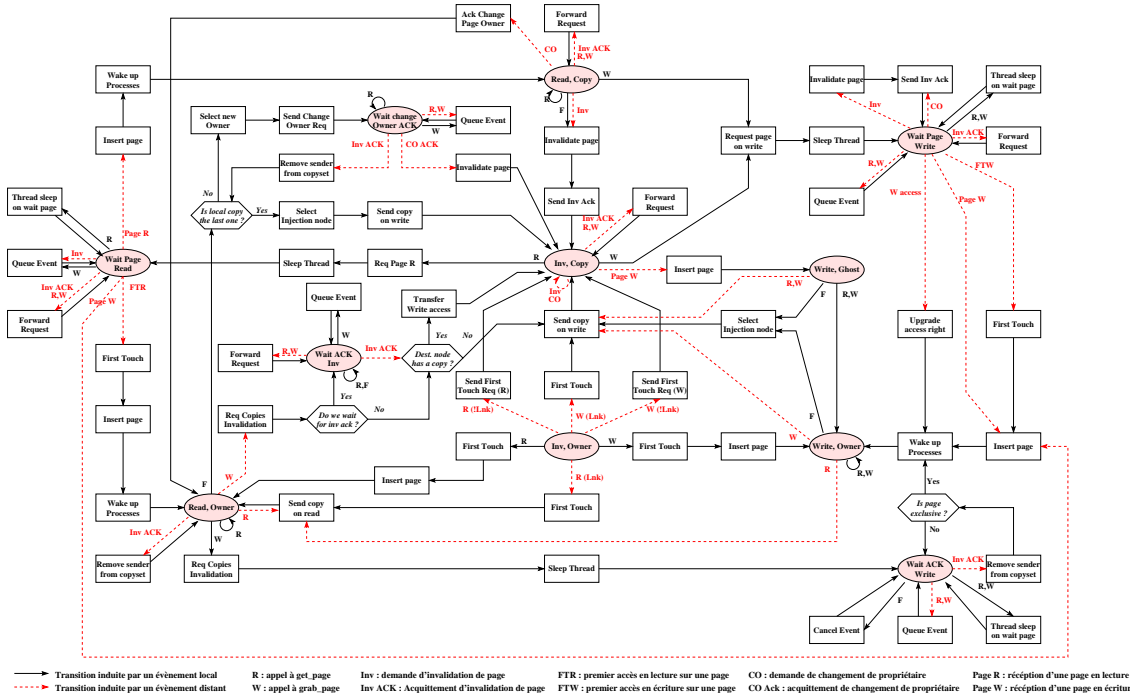 Ack Change
Page Owner
Forward
Request
CO
Inv ACK
R,W
Wake up
Processes
Read, Copy
W
R
F
Inv
Invalidate page
Send Inv Ack
Thread sleep
on wait page
Inv
CO
R,W
Select new
Owner
Send Change
Owner Req
R
Wait change
Owner ACK
R,W
W
Queue Event
Insert page
Inv ACK
CO ACK
Invalidate page
Request page
on write
Sleep Thread
Wait Page
Write
Inv ACK
Forward
Request
Remove sender
from copyset
Invalidate page
R,W
FTW
W access
Page W
Queue Event
No
Is local copy
the last one ?
Yes
Select
Injection node
Send copy
on write
Send Inv Ack
Inv ACK
R,W
Forward
Request
Thread sleep
on wait page
Page R
R
Inv
W
Queue Event
Wait Page
Read
Sleep Thread
Req Page R
R
Inv, Copy
W
Page W
Insert page
Write, Ghost
R,W
F
R,W
Inv
CO
Inv ACK
R,W
Page W
FTR
Forward
Request
Queue Event
W
Transfer
Write access
Yes
No
Send copy
on write
Select
Injection node
Upgrade
access right
First Touch
First Touch
Forward
Request
R,W
Wait ACK
Inv
Inv ACK
R,F
Dest. node
has a copy ?
Send First
Touch Req (R)
First Touch
Send First
Touch Req (W)
Yes
No
Req Copies
Invalidation
Do we wait
for inv ack ?
R (!Lnk)
W (Lnk)
W (!Lnk)
F
Insert page
First Touch
R
Inv, Owner
W
First Touch
Insert page
W
Write, Owner
R
R,W
Wake up
Processes
Insert page
W
R (Lnk)
Insert page
Yes
F
Wake up
Processes
Read, Owner
R
R
Send copy
on read
First Touch
Is page
exclusive ?
No
Inv ACK
W
Remove sender
from copyset
Req Copies
Invalidation
Sleep Thread
Wait ACK
Write
Inv ACK
Remove sender
from copyset
F
R,W
R,W
Cancel Event
Queue Event
Thread sleep
on wait page
Transition induite par un évènement local
R : appel à get_page
Inv : demande d'invalidation de page
FTR : premier accès en lecture sur une page
CO : demande de changement de propriétaire
Page R : récéption d'une page en lecture
Transition induite par un évènement distant
W : appel à grab_page
Inv ACK : Acquittement d'invalidation de page
FTW : premier accès en écriture sur une page
CO Ack : acquittement de changement de propriétaire
Page W : récéption d'une page en écritur